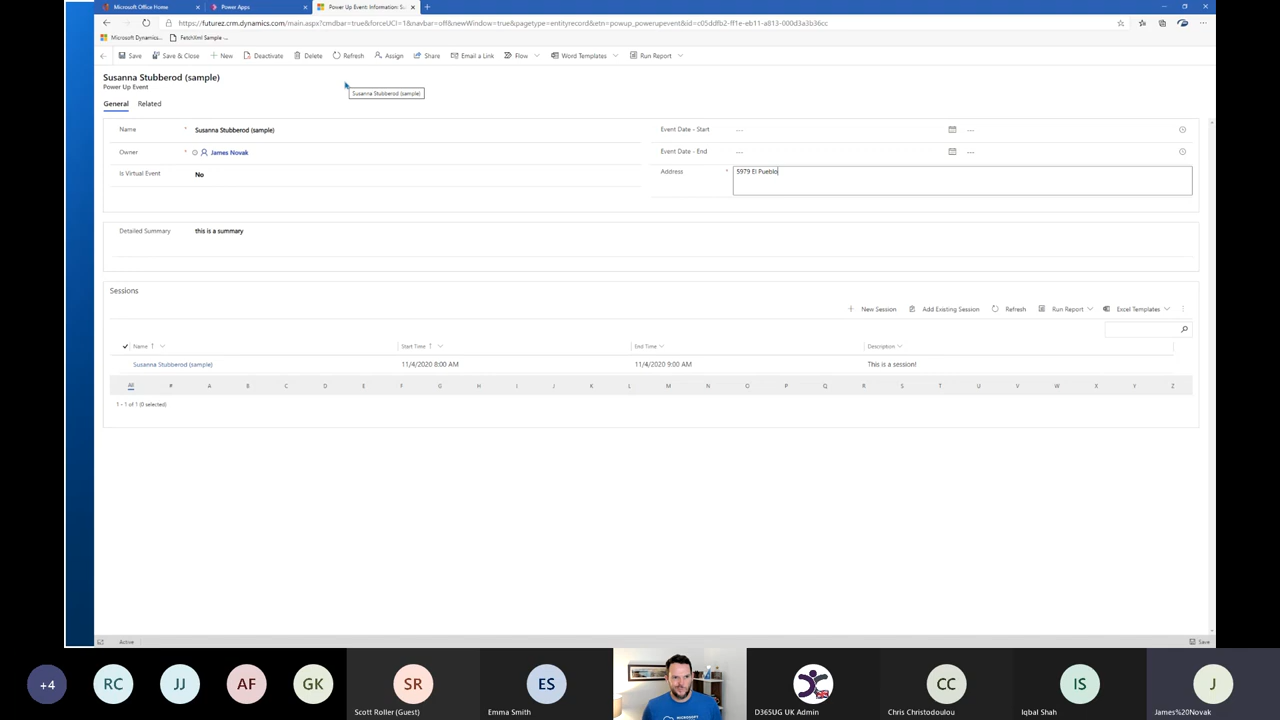 Microsoft Office Home
Power Apps
Power Up Event: Information: Su
https://futurez.crm.dynamics.com/main.aspx?cmdbar=true&forceUCI=1&navbar=off&newWindow=true&pagetype=entityrecord&etn=powup_powerupevent&id=c05ddfb2-ff1e-eb11-a813-000d3a3b36cc
Microsoft Dynamics...
FetchXml Sample -...
Save
Save & Close
New
Deactivate
Delete
Refresh
Assign
Share
Email a Link
Flow
Word Templates
Run Report
Susanna Stubberod (sample)
Power Up Event
Susanna Stubberod (sample)
General
Related
Name * Susanna Stubberod (sample)
Owner * James Novak
Is Virtual Event No
Event Date - Start --- ---
Event Date - End --- ---
Address * 5979 El Pueblo
Detailed Summary this is a summary
Sessions
New Session
Add Existing Session
Refresh
Run Report
Excel Templates
Name
Start Time
End Time
Description
Susanna Stubberod (sample) 11/4/2020 8:00 AM 11/4/2020 9:00 AM This is a session!
All # A B C D E F G H I J K L M N O P Q R S T U V W X Y Z
1 - 1 of 1 (0 selected)
Active
Save
+4
RC
JJ
AF
GK
SR
Scott Roller (Guest)
ES
Emma Smith
MICROSOFT
D365UG UK Admin
CC
Chris Christodoulou
IS
Iqbal Shah
J
James%20Novak